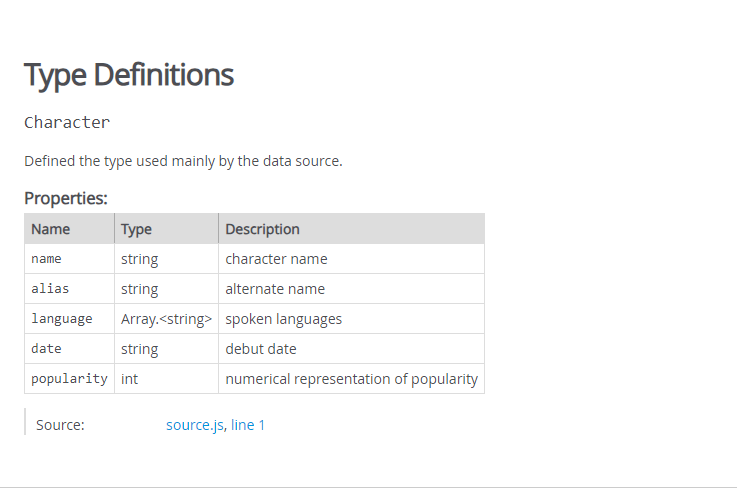 Type Definitions
Character
Defined the type used mainly by the data source.
Properties:
Name Type Description
name string character name
alias string alternate name
language Array.<string> spoken languages
date string debut date
popularity int numerical representation of popularity
Source: source.js, line 1